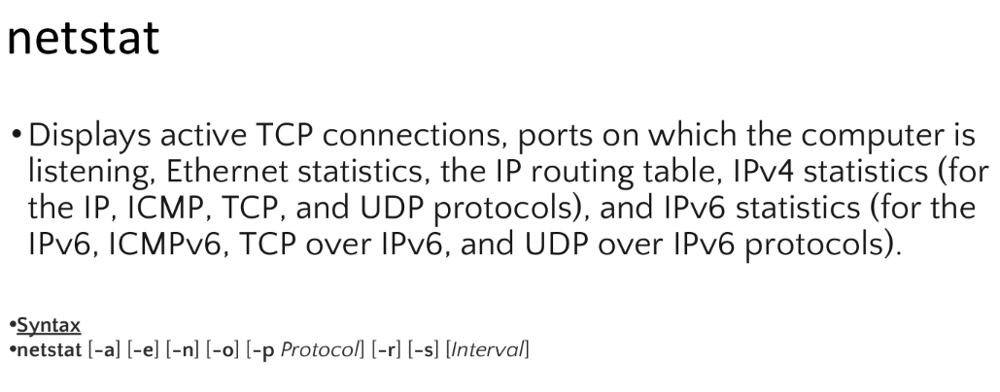 netstat
•Displays active TCP connections, ports on which the computer is
listening, Ethernet statistics, the IP routing table, IPv4 statistics (for
the IP, ICMP, TCP, and UDP protocols), and IPv6 statistics (for the
IPv6, ICMPv6, TCP over IPv6, and UDP over IPv6 protocols).
•Syntax
•netstat [-a] [-e] [-n] [-o] [-p Protocol] [-r] [-s] [Interval]